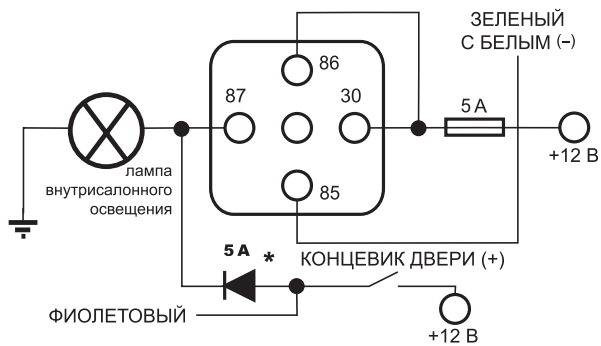 ЗЕЛЕНЫЙ
С БЕЛЫМ (–)
86
87
30
5 А
+12 В
лампа
внутрисалонного
освещения
85
5 А *
КОНЦЕВИК ДВЕРИ (+)
ФИОЛЕТОВЫЙ
+12 В